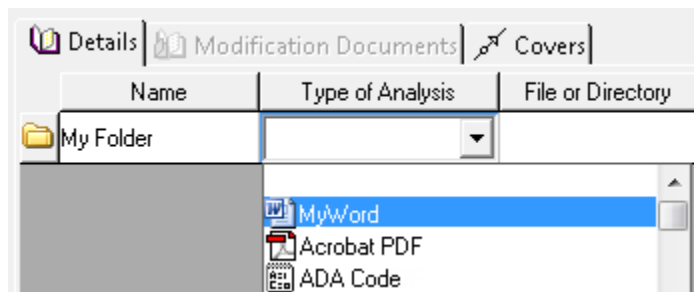 Details Modification Documents Covers
Name Type of Analysis File or Directory
My Folder
MyWord
Acrobat PDF
ADA Code